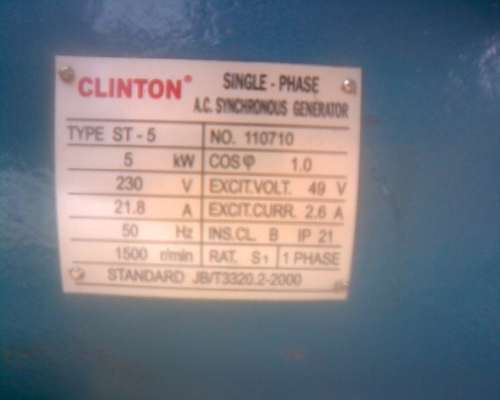 CLINTON® SINGLE - PHASE
A.C. SYNCHRONOUS GENERATOR
TYPE ST - 5 NO. 110710
5 kW COS φ 1.0
230 V EXCIT.VOLT. 49 V
21.8 A EXCIT.CURR. 2.6 A
50 Hz INS.CL. B IP 21
1500 r/min RAT. S1 1 PHASE
STANDARD JB/T3320.2-2000